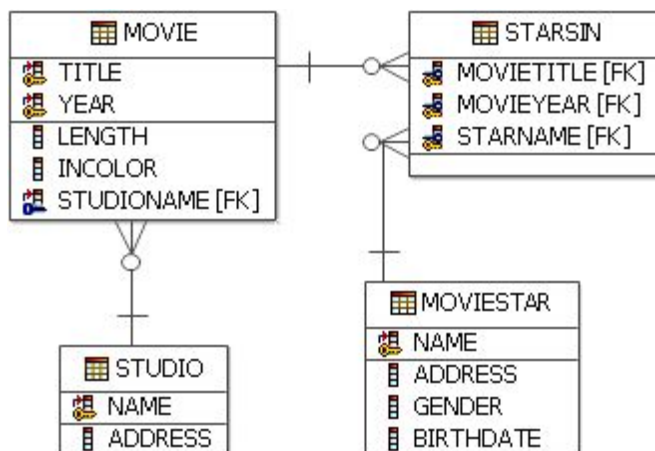 MOVIE
TITLE
YEAR
LENGTH
INCOLOR
STUDIONAME [FK]
STARSIN
MOVIETITLE [FK]
MOVIEYEAR [FK]
STARNAME [FK]
STUDIO
NAME
ADDRESS
MOVIESTAR
NAME
ADDRESS
GENDER
BIRTHDATE